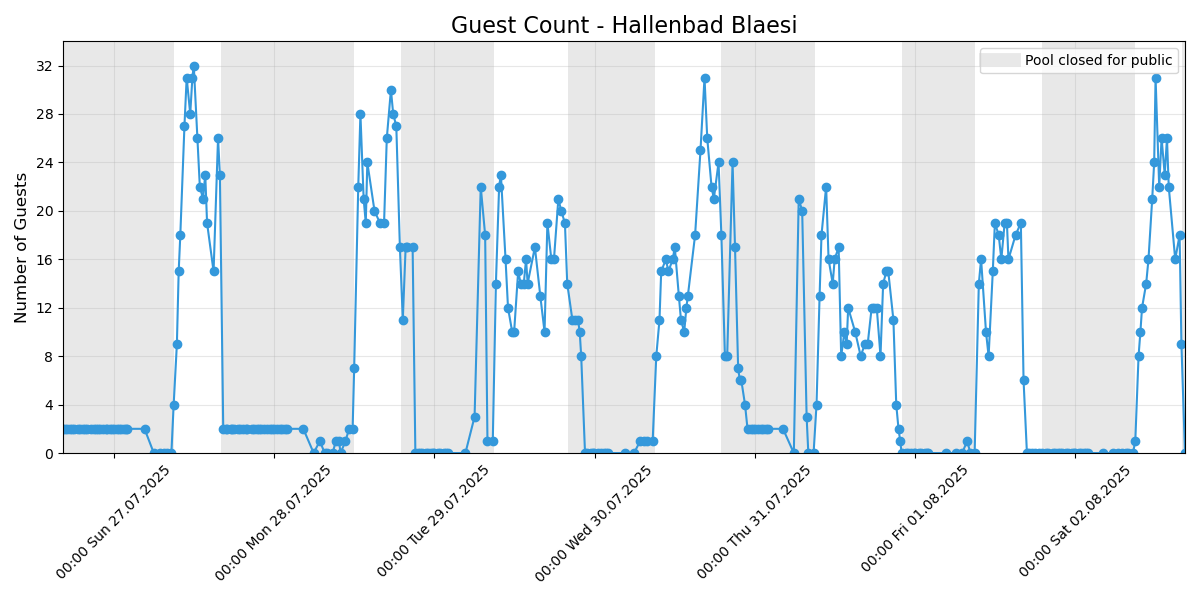 Guest Count - Hallenbad Blaesi
Pool closed for public
Number of Guests
32
28
24
20
16
12
8
4
0
00:00 Sun 27.07.2025
00:00 Mon 28.07.2025
00:00 Tue 29.07.2025
00:00 Wed 30.07.2025
00:00 Thu 31.07.2025
00:00 Fri 01.08.2025
00:00 Sat 02.08.2025